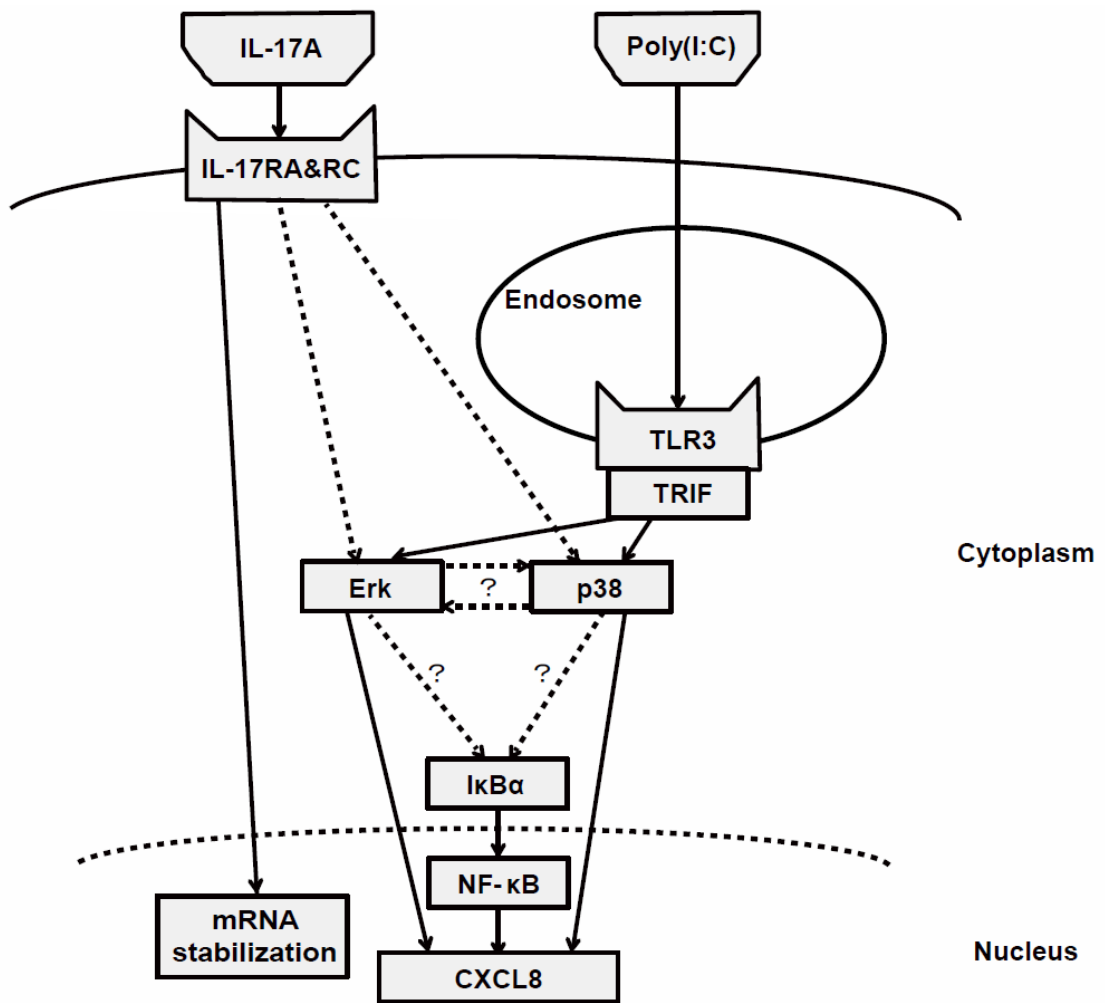 IL-17A
Poly(I:C)
IL-17RA&RC
Endosome
TLR3
TRIF
Cytoplasm
Erk
?
p38
?
?
IκBα
NF-κB
mRNA
stabilization
CXCL8
Nucleus